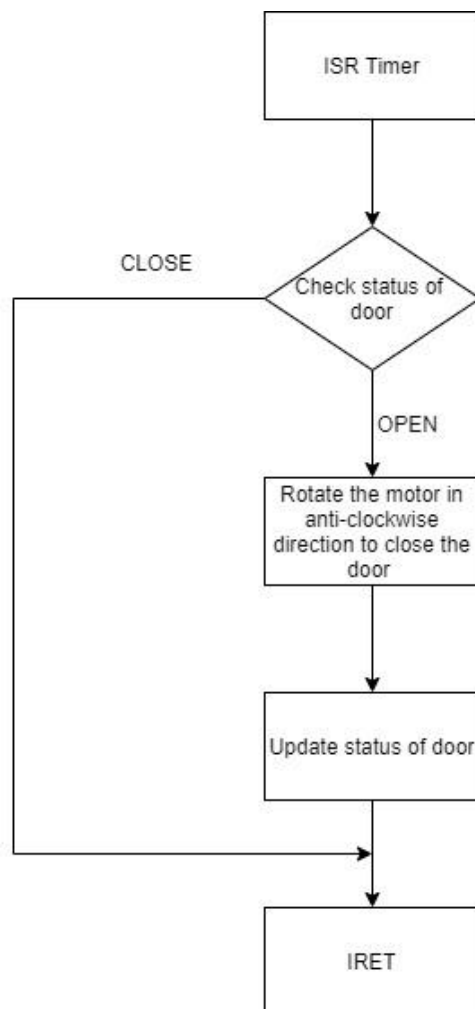 ISR Timer
CLOSE
Check status of
door
OPEN
Rotate the motor in
anti-clockwise
direction to close the
door
Update status of door
IRET